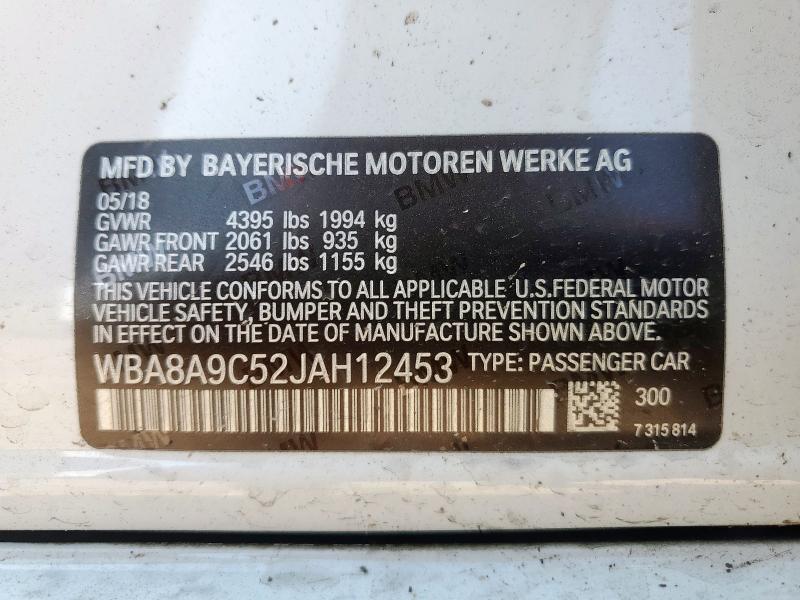 MFD BY BAYERISCHE MOTOREN WERKE AG
05/18
GVWR 4395 lbs 1994 kg
GAWR FRONT 2061 lbs 935 kg
GAWR REAR 2546 lbs 1155 kg
THIS VEHICLE CONFORMS TO ALL APPLICABLE U.S.FEDERAL MOTOR
VEHICLE SAFETY, BUMPER AND THEFT PREVENTION STANDARDS
IN EFFECT ON THE DATE OF MANUFACTURE SHOWN ABOVE.
WBA8A9C52JAH12453 TYPE: PASSENGER CAR
300
7 315 814